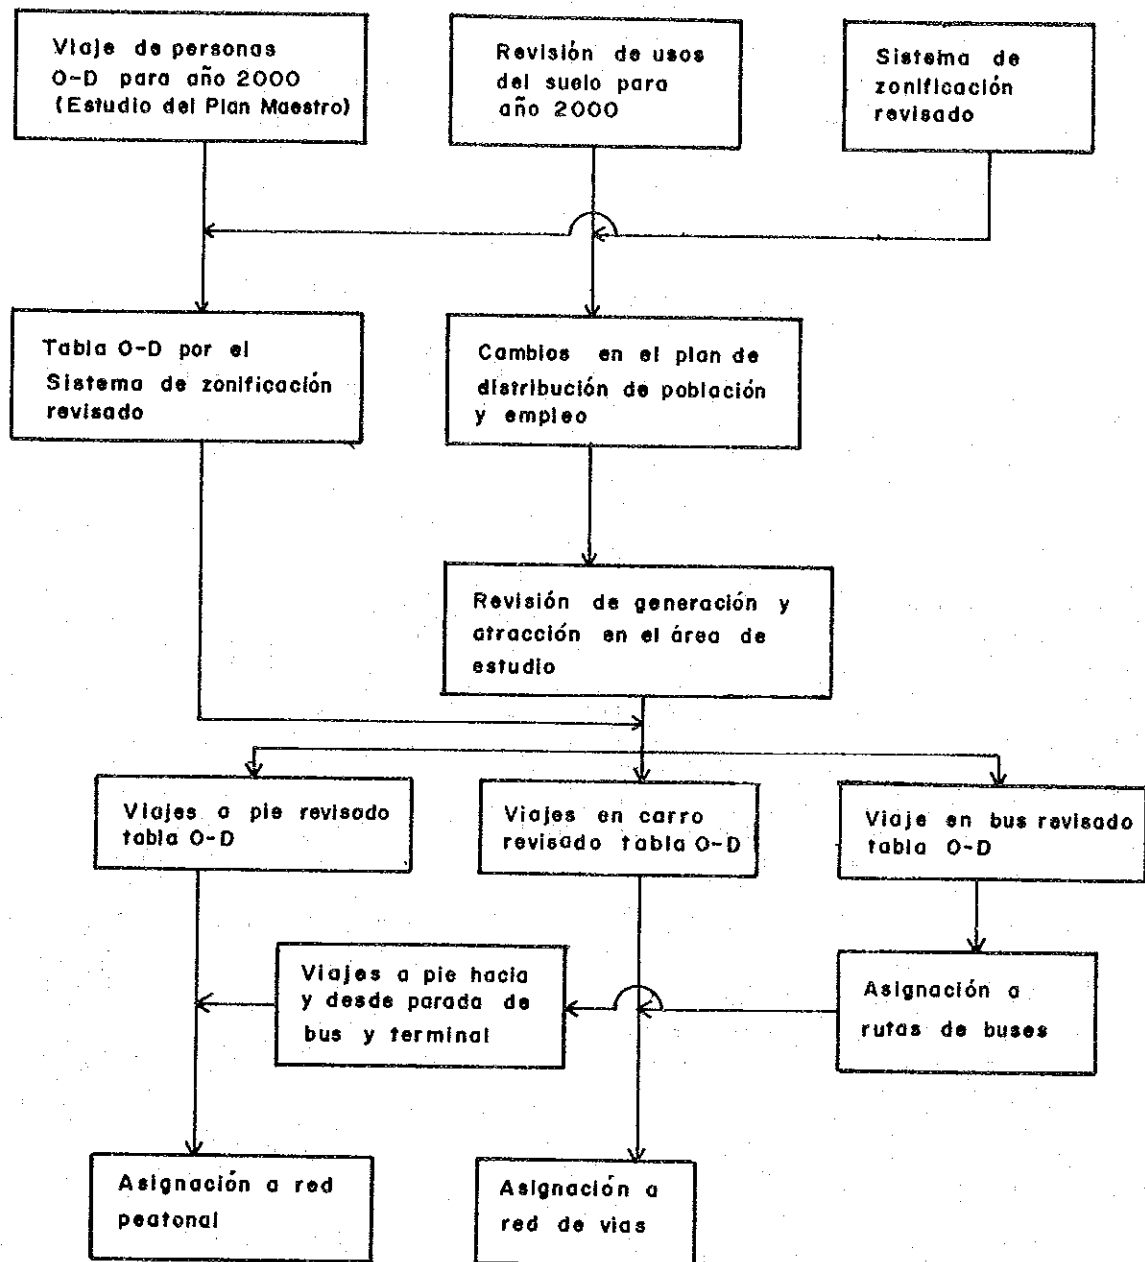 Viaje de personas
O-D para año 2000
(Estudio del Plan Maestro)
Revisión de usos
del suelo para
año 2000
Sistema de
zonificación
revisado
Tabla O-D por el
Sistema de zonificación
revisado
Cambios en el plan de
distribución de población
y empleo
Revisión de generación y
atracción en el área de
estudio
Viajes a pie revisado
tabla O-D
Viajes en carro
revisado tabla O-D
Viaje en bus revisado
tabla O-D
Viajes a pie hacia
y desde parada de
bus y terminal
Asignación a
rutas de buses
Asignación a red
peatonal
Asignación a
red de vias